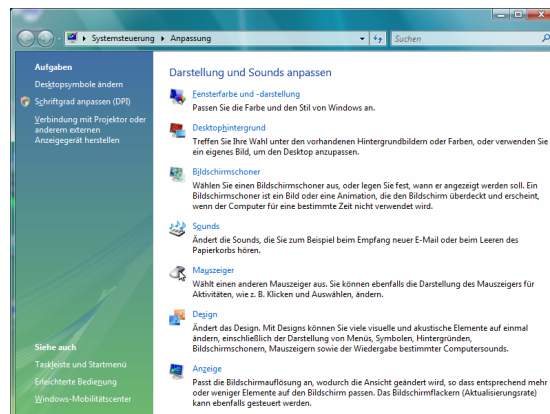 Systemsteuerung ▸ Anpassung
Suchen
Aufgaben
Desktopsymbole ändern
Schriftgrad anpassen (DPI)
Verbindung mit Projektor oder
anderem externen
Anzeigegerät herstellen
Siehe auch
Taskleiste und Startmenü
Erleichterte Bedienung
Windows-Mobilitätscenter
Darstellung und Sounds anpassen
Fensterfarbe und -darstellung
Passen Sie die Farbe und den Stil von Windows an.
Desktophintergrund
Treffen Sie Ihre Wahl unter den vorhandenen Hintergrundbildern oder Farben, oder verwenden Sie
ein eigenes Bild, um den Desktop anzupassen.
Bildschirmschoner
Wählen Sie einen Bildschirmschoner aus, oder legen Sie fest, wann er angezeigt werden soll. Ein
Bildschirmschoner ist ein Bild oder eine Animation, die den Bildschirm überdeckt und erscheint,
wenn der Computer für eine bestimmte Zeit nicht verwendet wird.
Sounds
Ändert die Sounds, die Sie zum Beispiel beim Empfang neuer E-Mail oder beim Leeren des
Papierkorbs hören.
Mauszeiger
Wählt einen anderen Mauszeiger aus. Sie können ebenfalls die Darstellung des Mauszeigers für
Aktivitäten, wie z. B. Klicken und Auswählen, ändern.
Design
Ändert das Design. Mit Designs können Sie viele visuelle und akustische Elemente auf einmal
ändern, einschließlich der Darstellung von Menüs, Symbolen, Hintergründen,
Bildschirmschonern, Mauszeigern sowie der Wiedergabe bestimmter Computersounds.
Anzeige
Passt die Bildschirmauflösung an, wodurch die Ansicht geändert wird, so dass entsprechend mehr
oder weniger Elemente auf den Bildschirm passen. Das Bildschirmflackern (Aktualisierungsrate)
kann ebenfalls gesteuert werden.